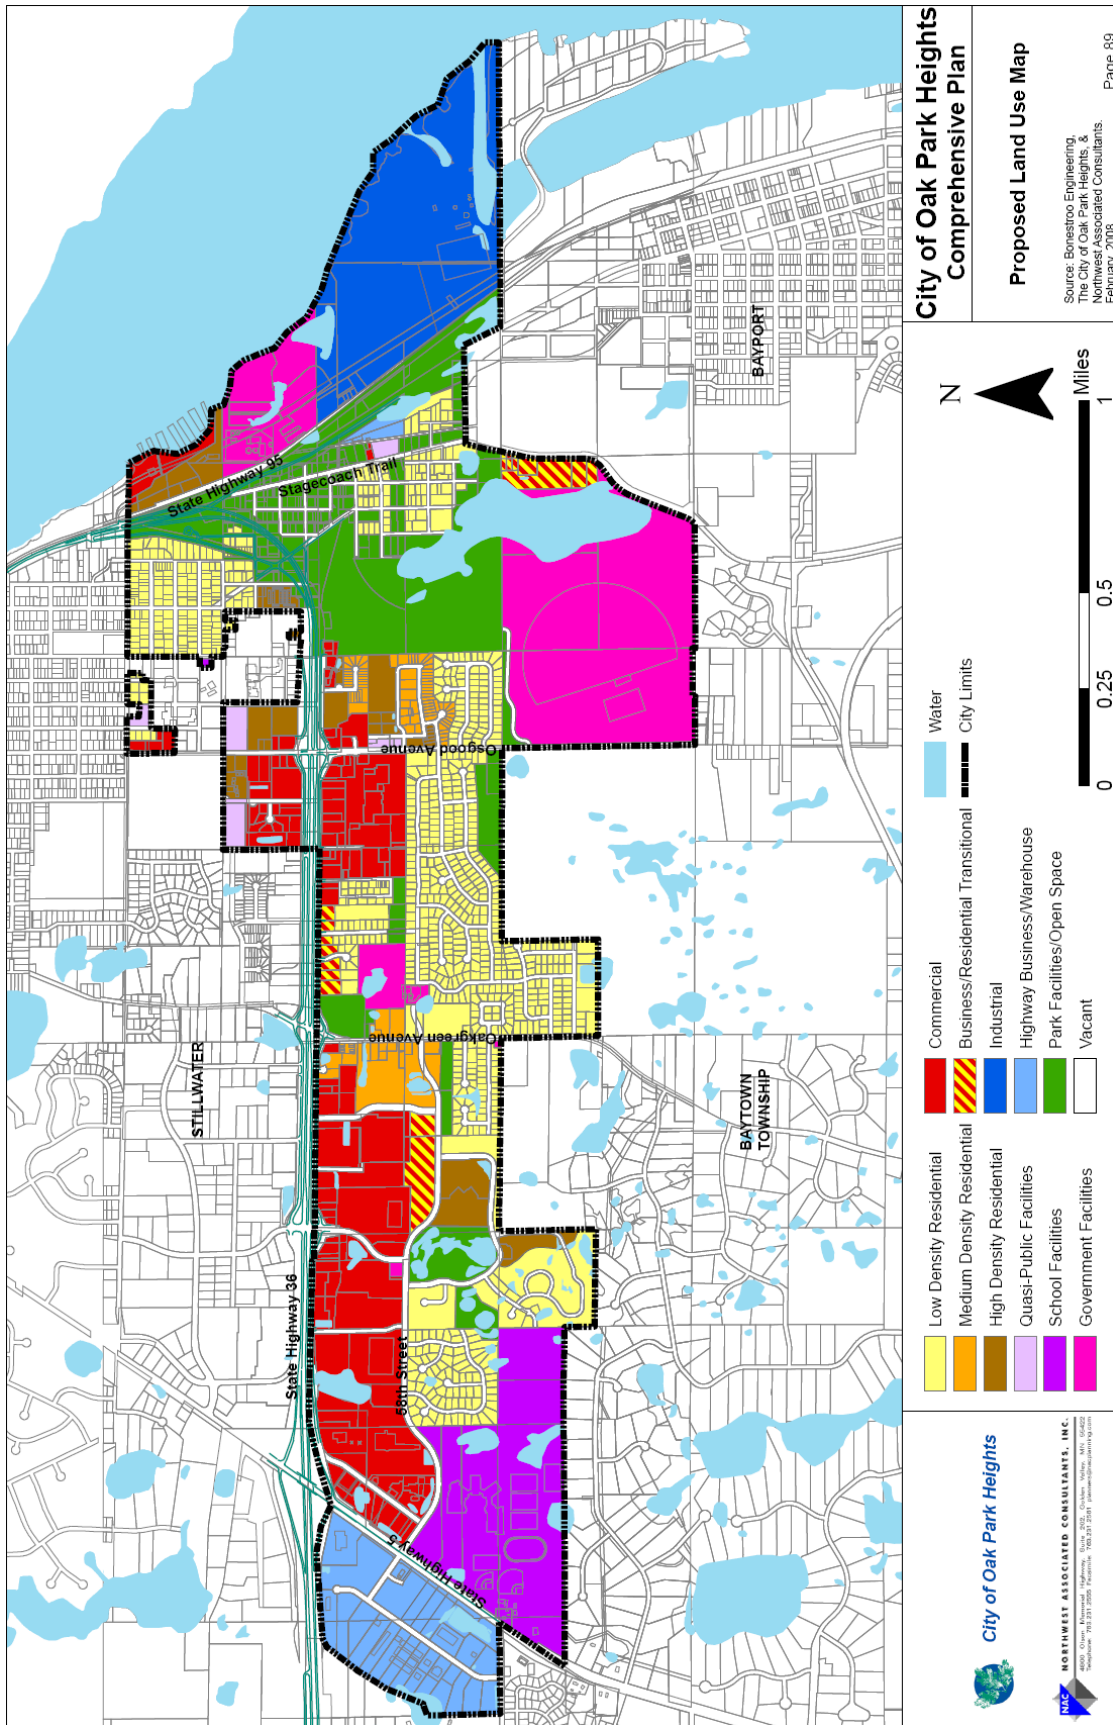 STILLWATER
State Highway 95
Stagecoach Trail
State Highway 36
Osgood Avenue
Oakgreen Avenue
58th Street
State Highway 5
BAYPORT
BAYTOWN
TOWNSHIP
City of Oak Park Heights
NAC
NORTHWEST ASSOCIATED CONSULTANTS, INC.
Low Density Residential
Medium Density Residential
High Density Residential
Quasi-Public Facilities
School Facilities
Government Facilities
Commercial
Business/Residential Transitional
Industrial
Highway Business/Warehouse
Park Facilities/Open Space
Vacant
Water
City Limits
N
0 0.25 0.5 1
Miles
City of Oak Park Heights
Comprehensive Plan
Proposed Land Use Map
Source: Bonestroo Engineering,
The City of Oak Park Heights, &
Northwest Associated Consultants.
February, 2008
Page 89